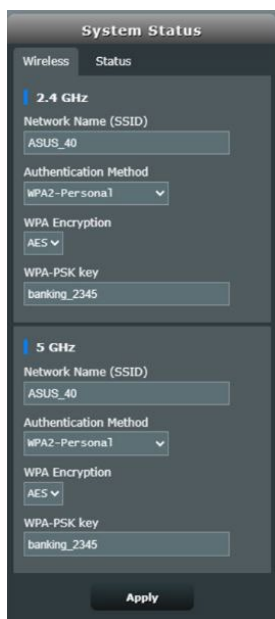 System Status
Wireless Status
2.4 GHz
Network Name (SSID)
ASUS_40
Authentication Method
WPA2-Personal
WPA Encryption
AES
WPA-PSK key
banking_2345
5 GHz
Network Name (SSID)
ASUS_40
Authentication Method
WPA2-Personal
WPA Encryption
AES
WPA-PSK key
banking_2345
Apply